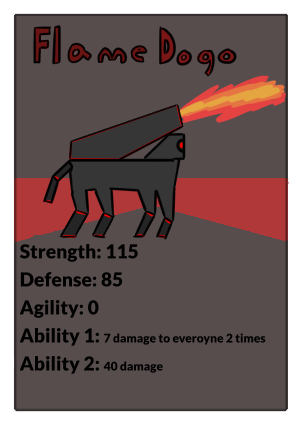 Flame Dogo
Strength: 115
Defense: 85
Agility: 0
Ability 1: 7 damage to everoyne 2 times
Ability 2: 40 damage